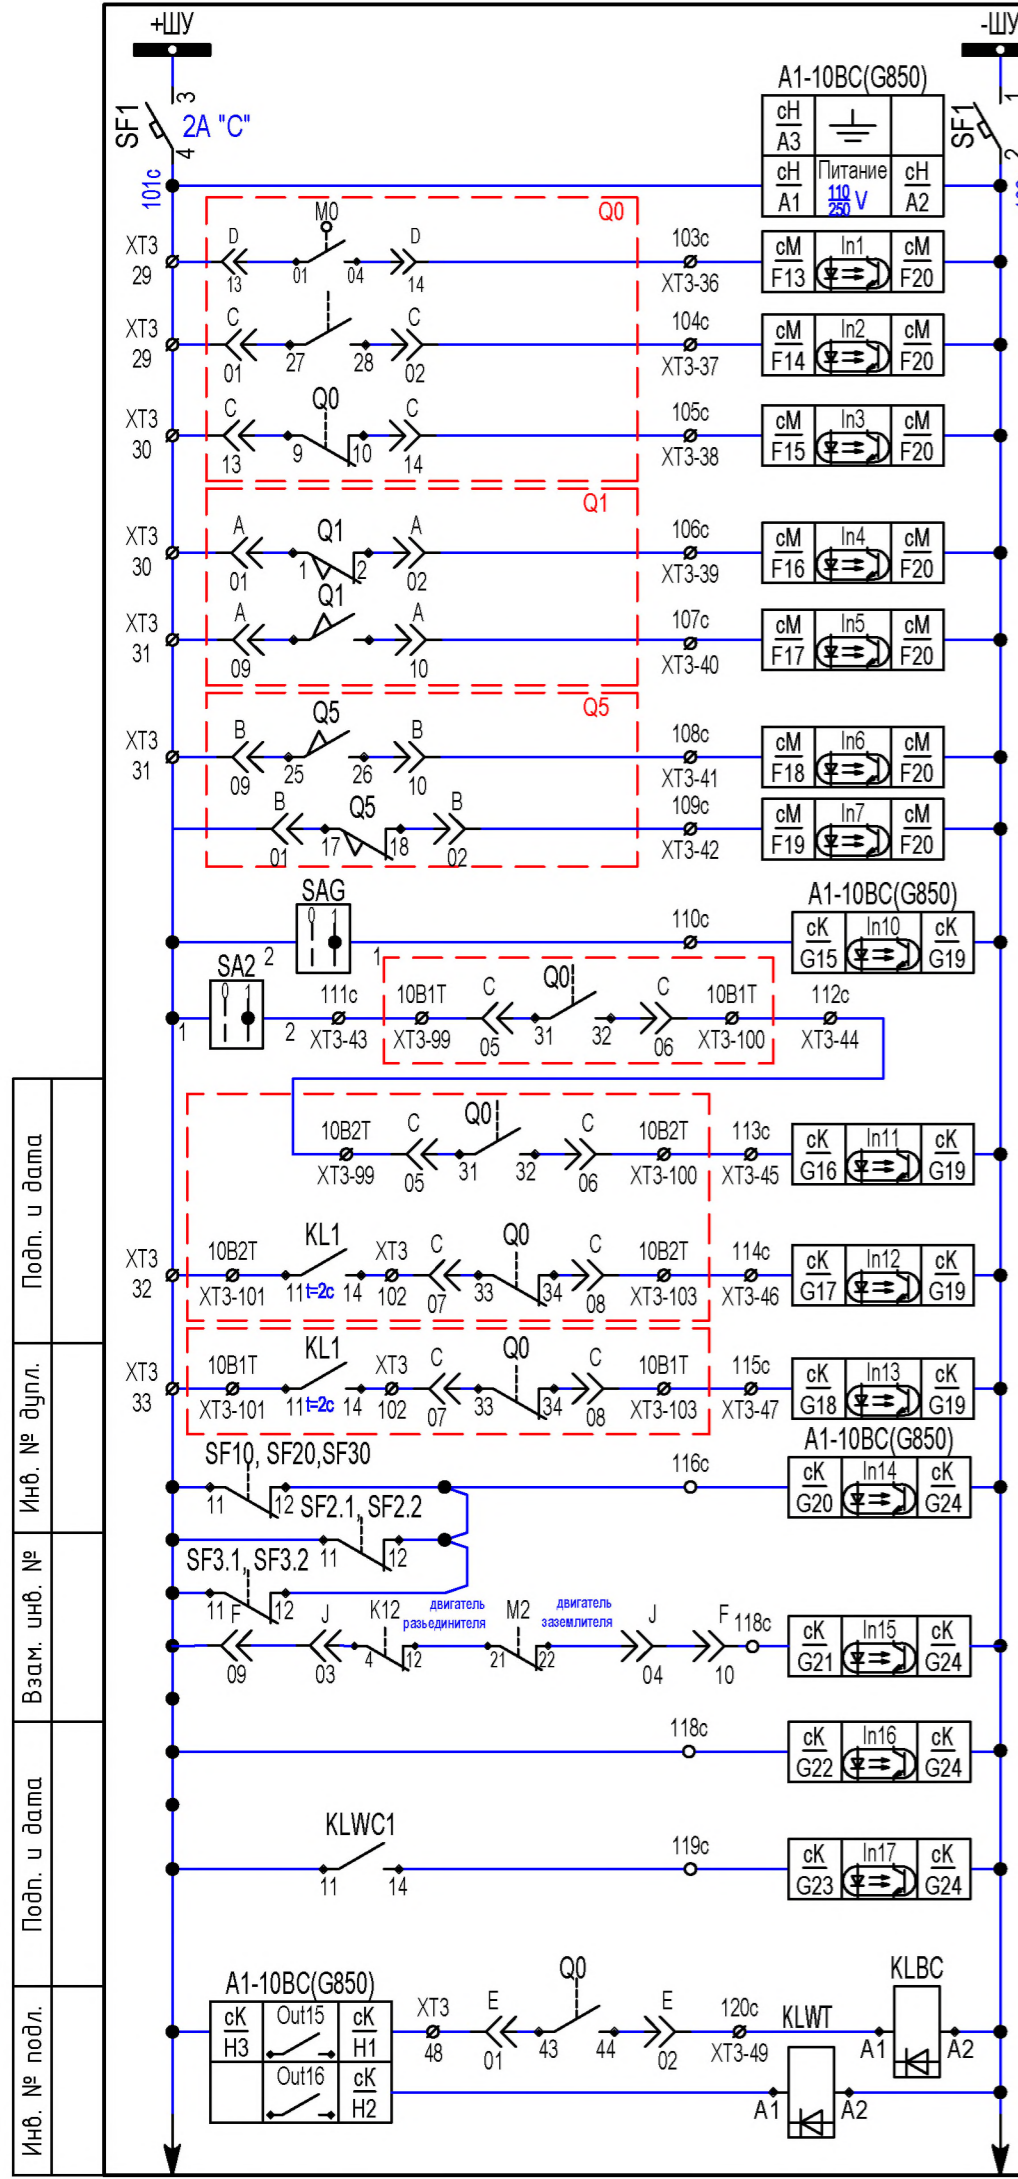 +ШУ
-ШУ
SF1
3
4
2А "С"
101с
SF1
1
2
А1-10ВС(G850)
сН
А3
сН
А1
Питание
110
250
V
сН
А2
Q0
М0
ХТ3
29
D
13
01
04
D
14
103с
ХТ3-36
сМ
F13
In1
сМ
F20
ХТ3
29
С
01
27
28
С
02
104с
ХТ3-37
сМ
F14
In2
сМ
F20
Q0
ХТ3
30
С
13
9
10
С
14
105с
ХТ3-38
сМ
F15
In3
сМ
F20
Q1
ХТ3
30
А
01
Q1
1
2
А
02
106с
ХТ3-39
сМ
F16
In4
сМ
F20
ХТ3
31
А
09
Q1
А
10
107с
ХТ3-40
сМ
F17
In5
сМ
F20
Q5
ХТ3
31
В
09
Q5
25
26
В
10
108с
ХТ3-41
сМ
F18
In6
сМ
F20
В
01
Q5
17
18
В
02
109с
ХТ3-42
сМ
F19
In7
сМ
F20
SAG
0 1
2
1
110с
А1-10ВС(G850)
сК
G15
In10
сК
G19
SA2
0 1
1
2
111с
ХТ3-43
10В1Т
ХТ3-99
С
05
Q0
31
32
С
06
10В1Т
ХТ3-100
112с
ХТ3-44
10В2Т
ХТ3-99
С
05
Q0
31
32
С
06
10В2Т
ХТ3-100
113с
ХТ3-45
сК
G16
In11
сК
G19
ХТ3
32
10В2Т
ХТ3-101
KL1
11
t=2с
14
ХТ3
102
С
07
Q0
33
34
С
08
10В2Т
ХТ3-103
114с
ХТ3-46
сК
G17
In12
сК
G19
ХТ3
33
10В1Т
ХТ3-101
KL1
11
t=2с
14
ХТ3
102
С
07
Q0
33
34
С
08
10В1Т
ХТ3-103
115с
ХТ3-47
сК
G18
In13
сК
G19
SF10, SF20,SF30
11
12
116с
А1-10ВС(G850)
сК
G20
In14
сК
G24
SF2.1, SF2.2
11
12
SF3.1, SF3.2
11
12
F
09
J
03
К12
4
12
двигатель
разъединителя
М2
21
22
двигатель
заземлителя
J
04
F
10
118с
сК
G21
In15
сК
G24
118с
сК
G22
In16
сК
G24
KLWC1
11
14
119с
сК
G23
In17
сК
G24
А1-10ВС(G850)
сК
Н3
Out15
сК
Н1
Out16
сК
Н2
ХТ3
48
Е
01
Q0
43
44
Е
02
120с
ХТ3-49
KLWT
А1
А2
KLBC
А1
А2
Подп. и дата
Инв. № дупл.
Взам. инв. №
Подп. и дата
Инв. № подл.